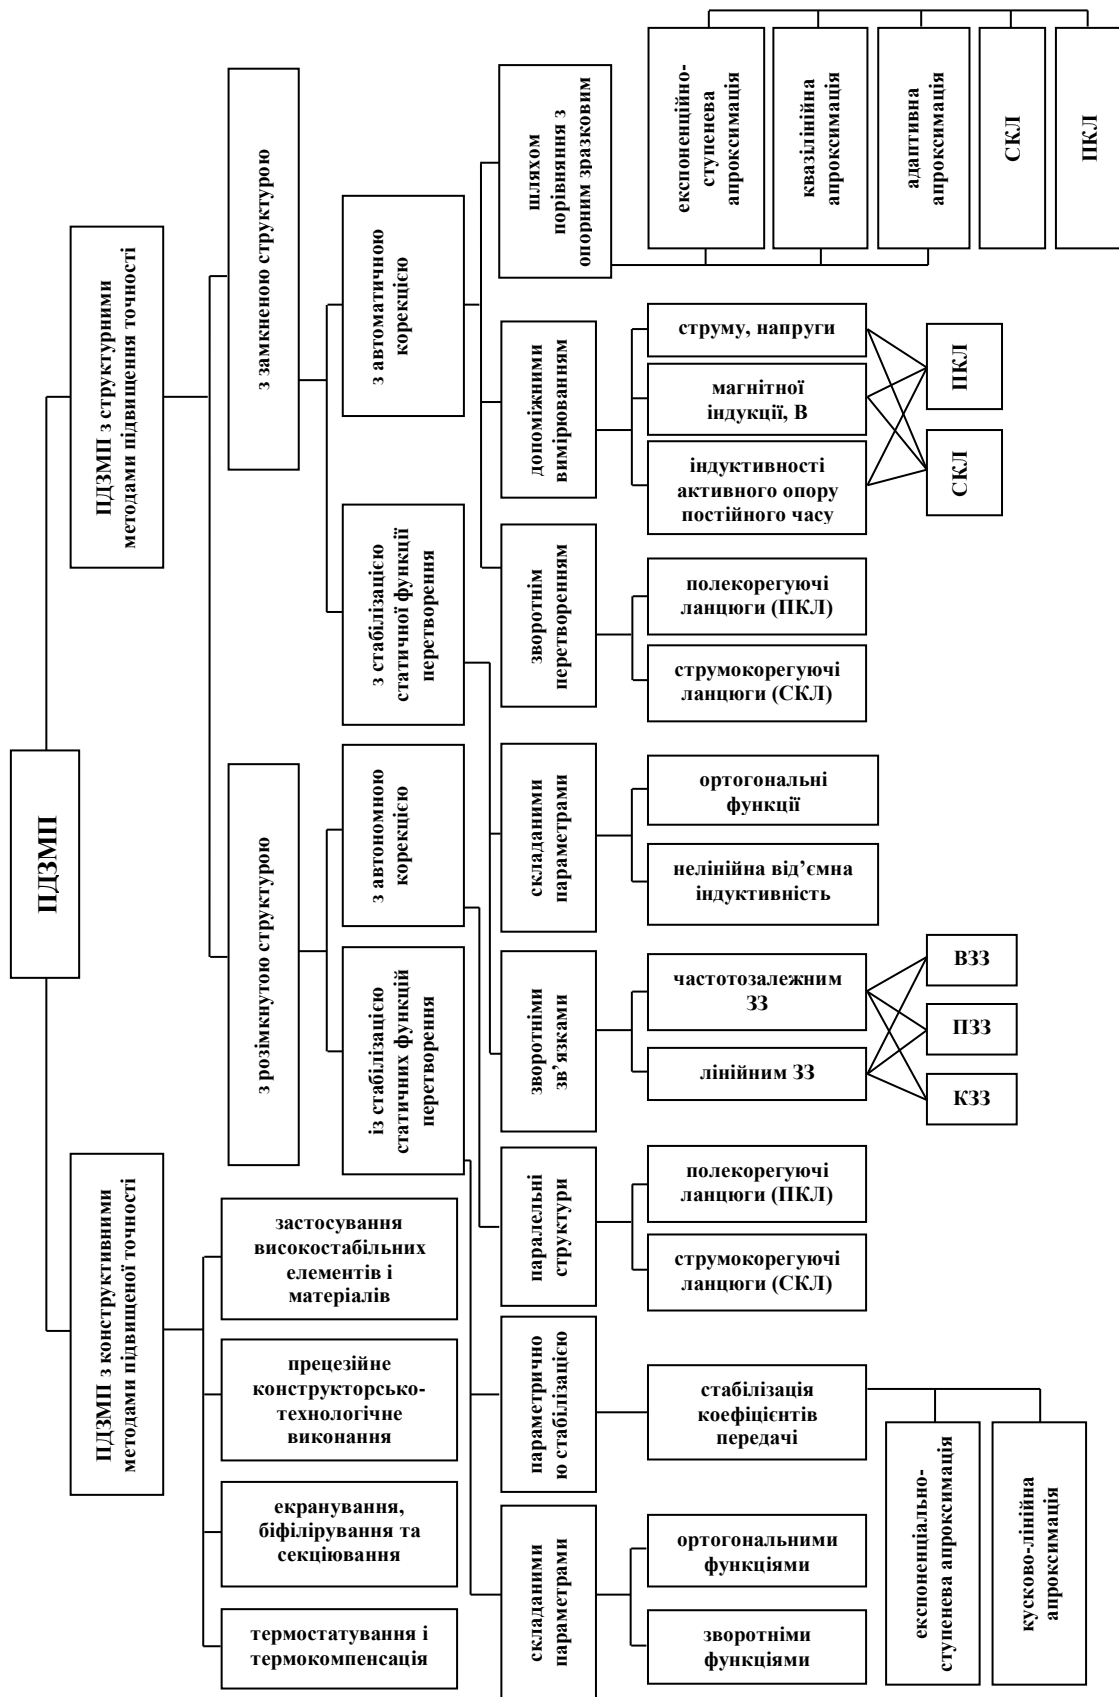 ПДЗМП
ПДЗМП з конструктивними
методами підвищеної точності
ПДЗМП з структурними
методами підвищення точності
застосування
високостабільних
елементів і
матеріалів
прецезійне
конструкторсько-
технологічне
виконання
екранування,
біфілірування та
секціювання
термостатування і
термокомпенсація
з розімкнутою структурою
з замкненою структурою
із стабілізацією
статичних функцій
перетворення
з автономною
корекцією
з стабілізацією
статичної функції
перетворення
з автоматичною
корекцією
складаними
параметрами
параметрично
ю стабілізацією
паралельні
структури
зворотніми
зв’язками
складаними
параметрами
зворотнім
перетворенням
допоміжними
вимірюванням
шляхом
порівняння з
опорним зразковим
зворотніми
функціями
ортогональними
функціями
стабілізація
коефіцієнтів
передачі
струмокорегуючі
ланцюги (СКЛ)
полекорегуючі
ланцюги (ПКЛ)
лінійним ЗЗ
частотозалежним
ЗЗ
нелінійна від’ємна
індуктивність
ортогональні
функції
струмокорегуючі
ланцюги (СКЛ)
полекорегуючі
ланцюги (ПКЛ)
індуктивності
активного опору
постійного часу
магнітної
індукції, В
струму, напруги
експоненційно-
ступенева
апроксимація
квазілінійна
апроксимація
адаптивна
апроксимація
СКЛ
ПКЛ
експоненціально-
ступенева апроксимація
кусково-лінійна
апроксимація
КЗЗ
ПЗЗ
ВЗЗ
СКЛ
ПКЛ